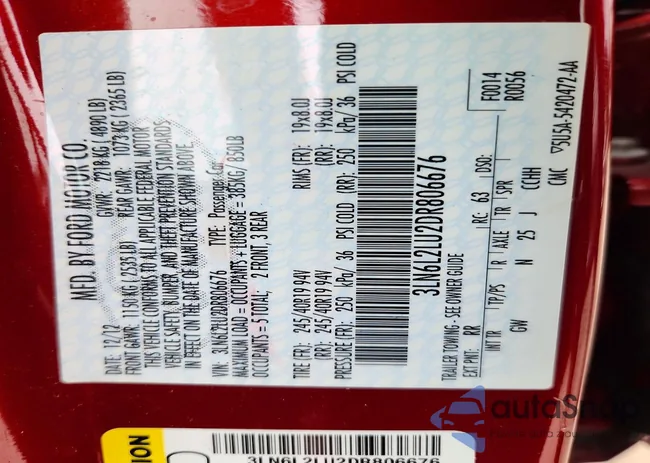 MFD. BY FORD MOTOR CO.
DATE: 12/12 GVWR: 2218 KG ( 4890 LB)
FRONT GAWR: 1150KG ( 2535 LB) REAR GAWR: 1073 KG ( 2365 LB)
THIS VEHICLE CONFORMS TO ALL APPLICABLE FEDERAL MOTOR
VEHICLE SAFETY, BUMPER, AND THEFT PREVENTION STANDARDS
IN EFFECT ON THE DATE OF MANUFACTURE SHOWN ABOVE.
VIN: 3LN6L2LU2DR806676 TYPE: Passenger Car
MAXIMUM LOAD = OCCUPANTS + LUGGAGE = 385KG / 850LB
OCCUPANTS = 5 TOTAL; 2 FRONT, 3 REAR
TIRE (FR): 245/40R19 94V RIMS (FR): 19x8.0J
TIRE (RR): 245/40R19 94V RIMS (RR): 19x8.0J
PRESSURE (FR): 250 kPa/ 36 PSI COLD (RR): 250 kPa/ 36 PSI COLD
3LN6L2LU2DR806676
TRAILER TOWING - SEE OWNER GUIDE F0014
EXT PNT: RR RC: 63 DSO: R0056
INT TR TP/PS R AXLE TR SPR
GW N 25 J CCHH
CMC 5U5A-5420472-AA
autaSnap
3LN6L2LU2DR806676